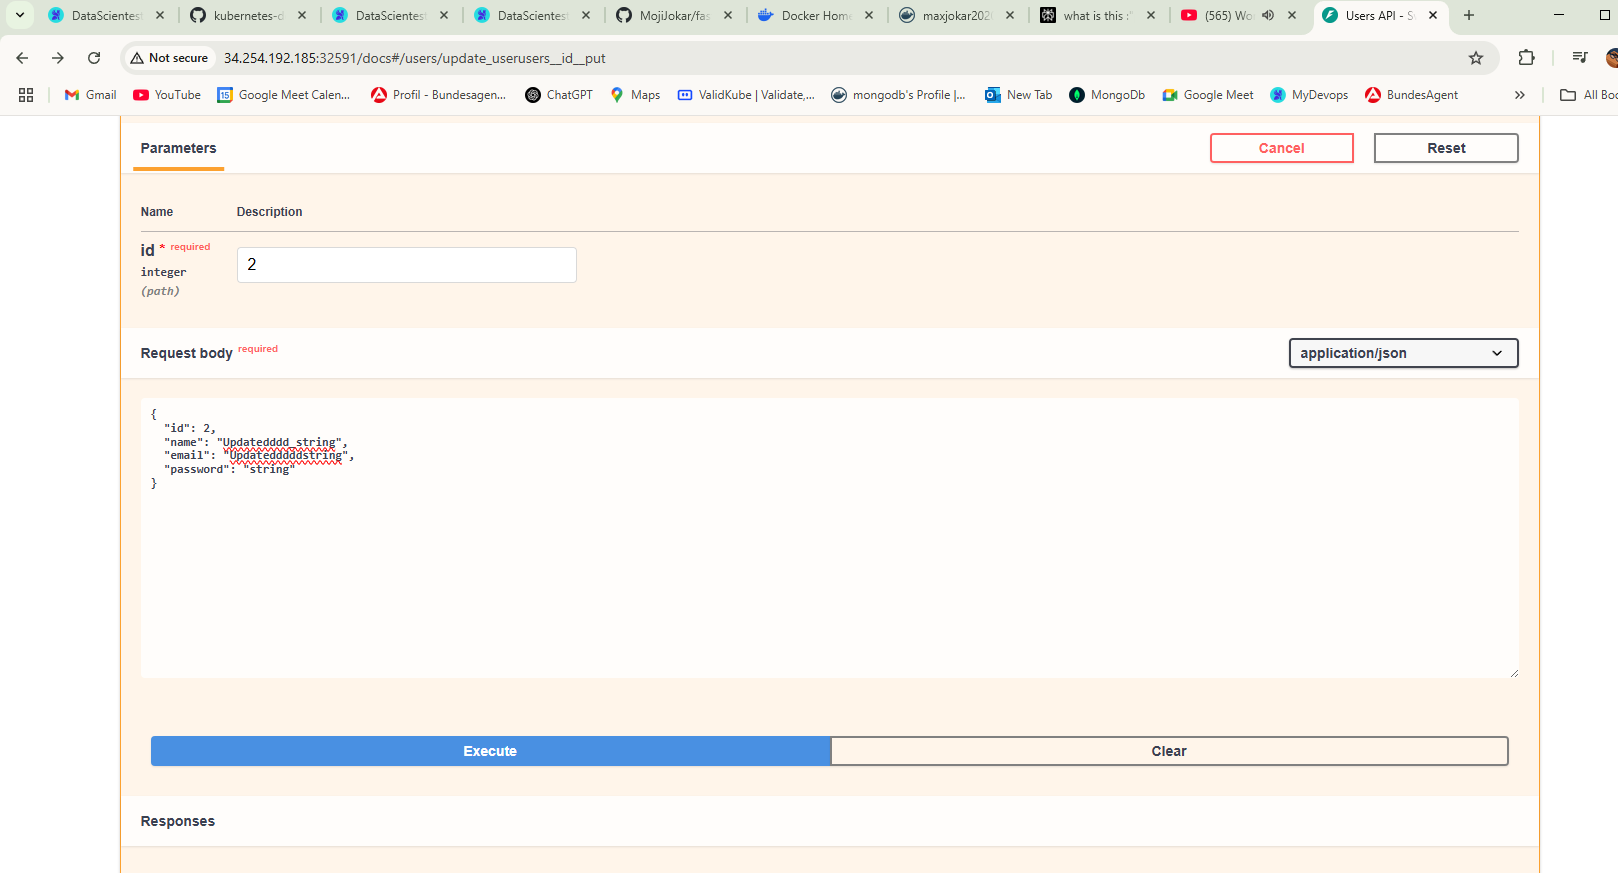 DataScientest
kubernetes-d
DataScientest
DataScientest
MojiJokar/fas
Docker Home
maxjokar202
what is this :"
(565) Wo
Users API - S
Not secure
34.254.192.185:32591/docs#/users/update_userusers__id__put
Gmail
YouTube
Google Meet Calen...
Profil - Bundesagen...
ChatGPT
Maps
ValidKube | Validate,...
mongodb's Profile |...
New Tab
MongoDb
Google Meet
MyDevops
BundesAgent
»
All Boo
Parameters
Cancel
Reset
Name Description
id * required
integer
(path)
2
Request body required
application/json
{
"id": 2,
"name": "Updatedddd_string",
"email": "Updatedddddstring",
"password": "string"
}
Execute
Clear
Responses